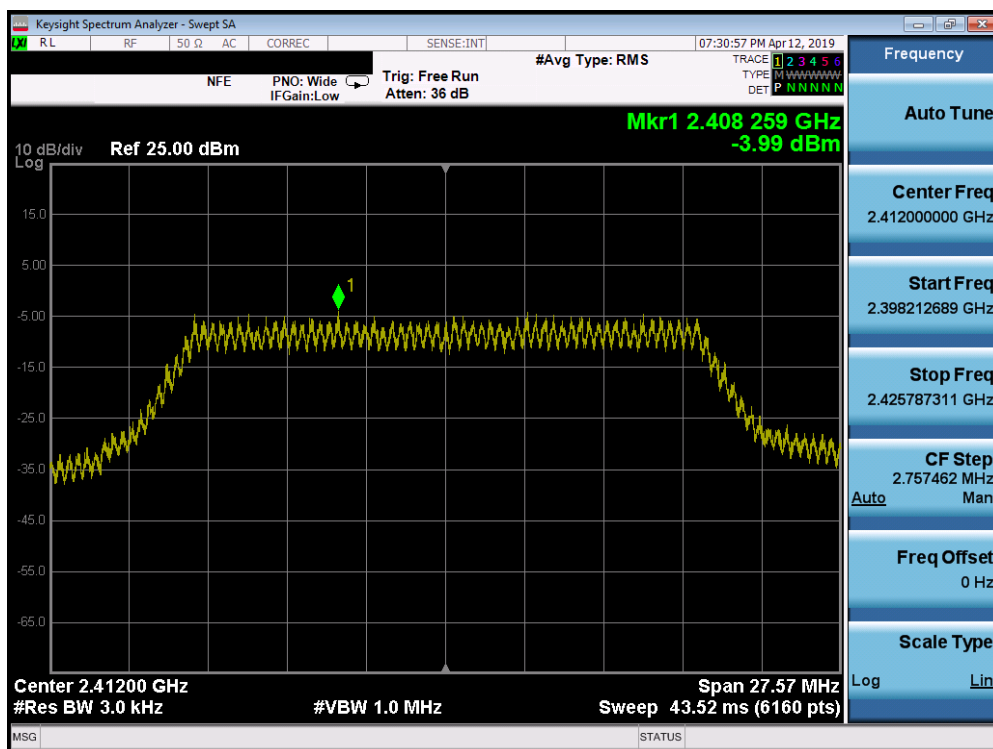 Keysight Spectrum Analyzer - Swept SA
LXI RL RF 50 Ω AC CORREC SENSE:INT 07:30:57 PM Apr 12, 2019
#Avg Type: RMS
TRACE 1 2 3 4 5 6
NFE PNO: Wide Trig: Free Run TYPE M WWWWW
IFGain:Low Atten: 36 dB DET P N N N N N
Mkr1 2.408 259 GHz
-3.99 dBm
10 dB/div Ref 25.00 dBm
Log
15.0
5.00
1
-5.00
-15.0
-25.0
-35.0
-45.0
-55.0
-65.0
Center 2.41200 GHz Span 27.57 MHz
#Res BW 3.0 kHz #VBW 1.0 MHz Sweep 43.52 ms (6160 pts)
MSG STATUS
Frequency
Auto Tune
Center Freq
2.412000000 GHz
Start Freq
2.398212689 GHz
Stop Freq
2.425787311 GHz
CF Step
2.757462 MHz
Auto Man
Freq Offset
0 Hz
Scale Type
Log Lin